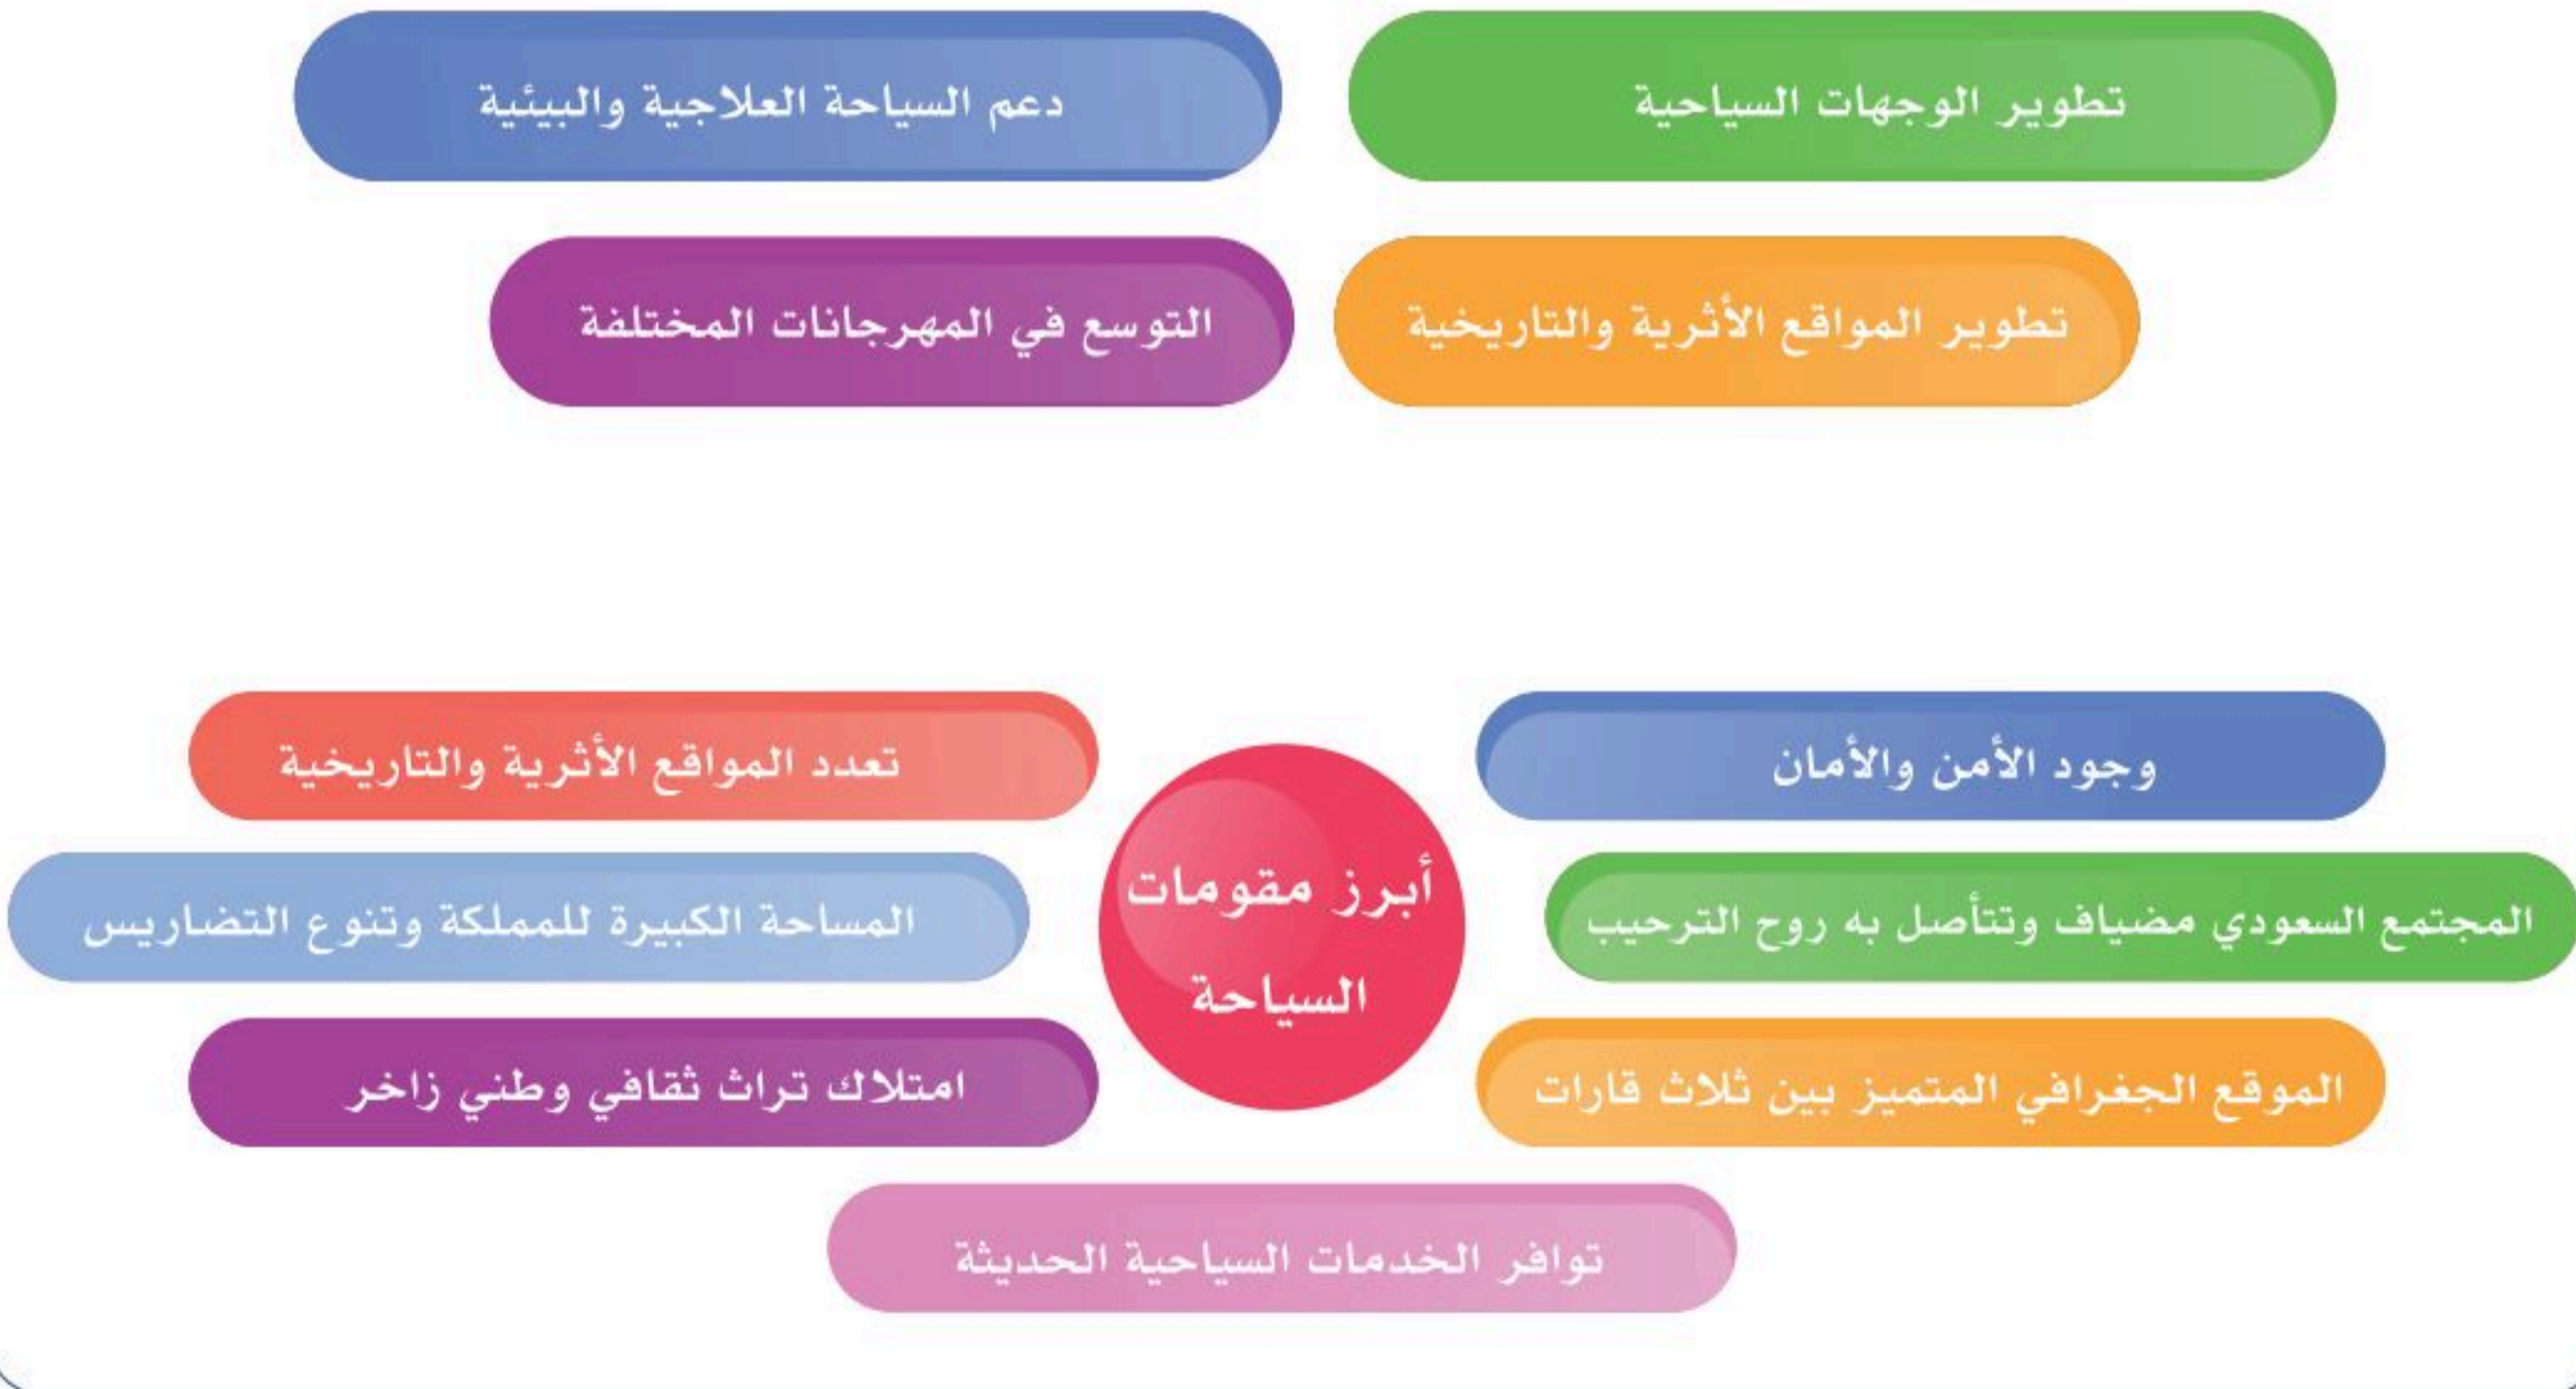 تطوير الوجهات السياحية
دعم السياحة العلاجية والبيئية
تطوير المواقع الأثرية والتاريخية
التوسع في المهرجانات المختلفة
أبرز مقومات
السياحة
وجود الأمن والأمان
تعدد المواقع الأثرية والتاريخية
المجتمع السعودي مضياف وتتأصل به روح الترحيب
المساحة الكبيرة للمملكة وتنوع التضاريس
الموقع الجغرافي المتميز بين ثلاث قارات
امتلاك تراث ثقافي وطني زاخر
توافر الخدمات السياحية الحديثة